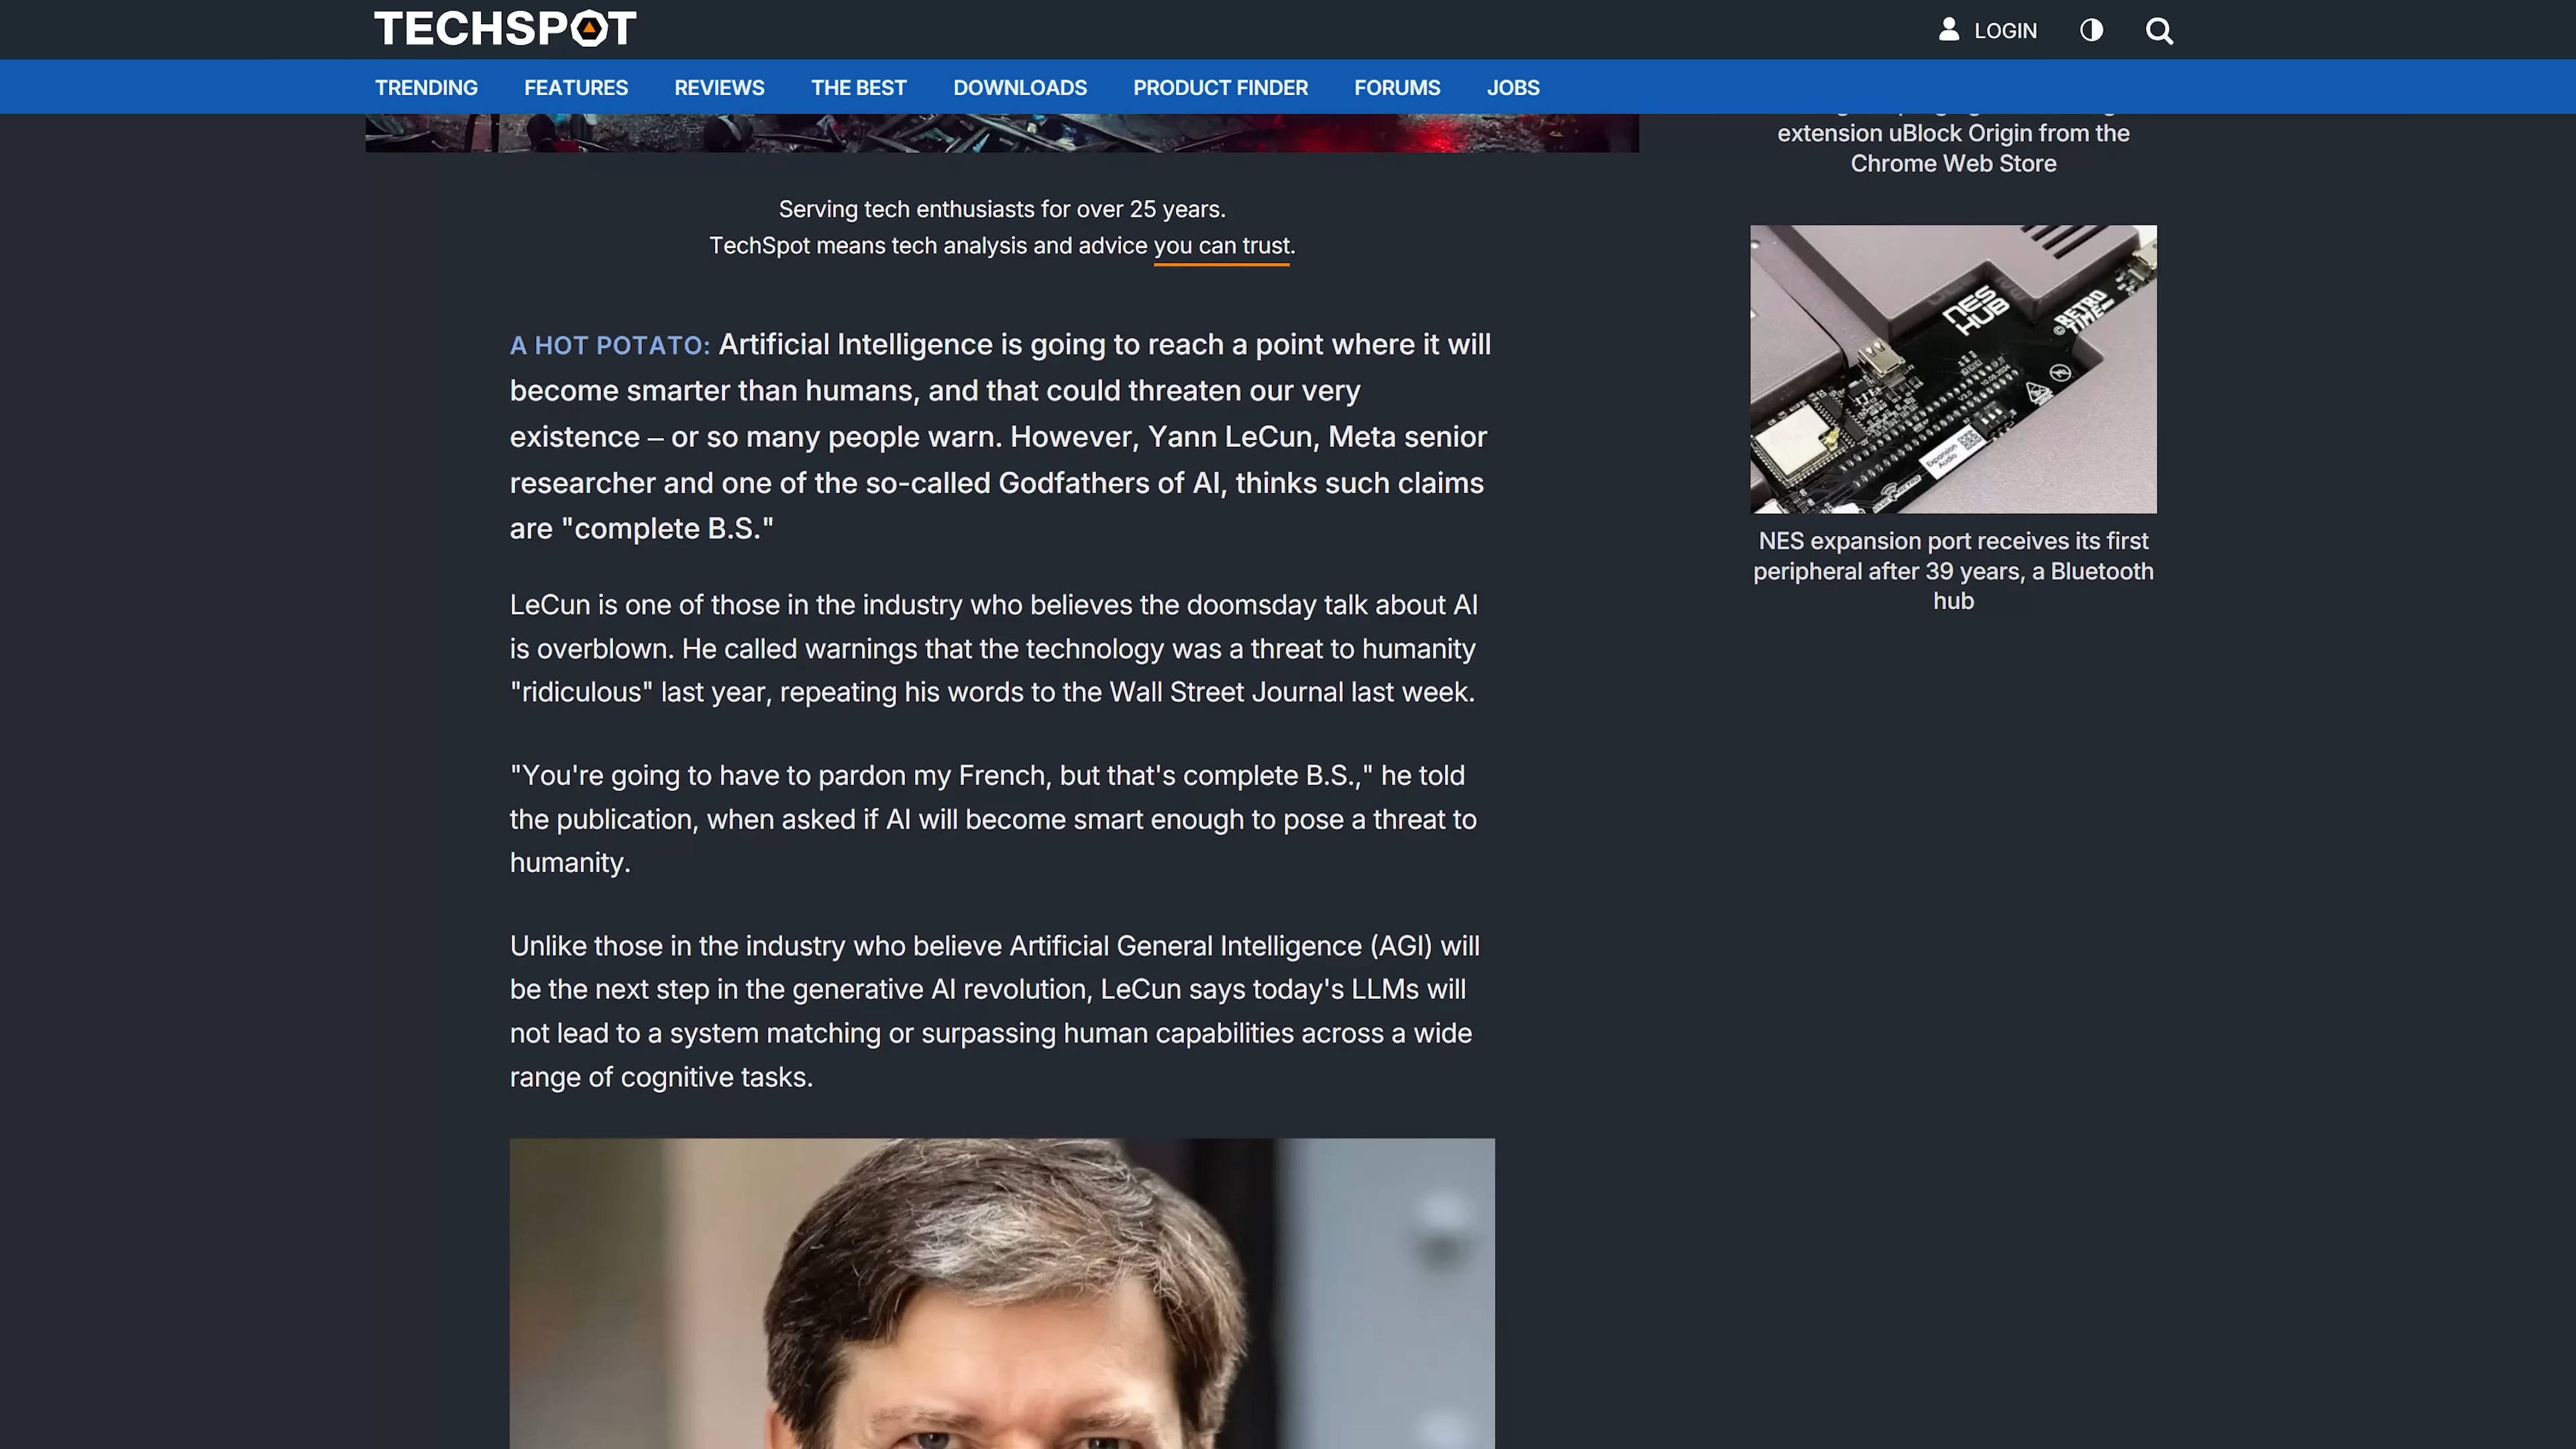 TECHSPOT
LOGIN
TRENDING FEATURES REVIEWS THE BEST DOWNLOADS PRODUCT FINDER FORUMS JOBS
Serving tech enthusiasts for over 25 years.
TechSpot means tech analysis and advice you can trust.
A HOT POTATO: Artificial Intelligence is going to reach a point where it will
become smarter than humans, and that could threaten our very
existence – or so many people warn. However, Yann LeCun, Meta senior
researcher and one of the so-called Godfathers of AI, thinks such claims
are "complete B.S."
LeCun is one of those in the industry who believes the doomsday talk about AI
is overblown. He called warnings that the technology was a threat to humanity
"ridiculous" last year, repeating his words to the Wall Street Journal last week.
"You're going to have to pardon my French, but that's complete B.S.," he told
the publication, when asked if AI will become smart enough to pose a threat to
humanity.
Unlike those in the industry who believe Artificial General Intelligence (AGI) will
be the next step in the generative AI revolution, LeCun says today's LLMs will
not lead to a system matching or surpassing human capabilities across a wide
range of cognitive tasks.
extension uBlock Origin from the
Chrome Web Store
NES
HUB
RETRO
TIME
Expansion
Audio
NES expansion port receives its first
peripheral after 39 years, a Bluetooth
hub